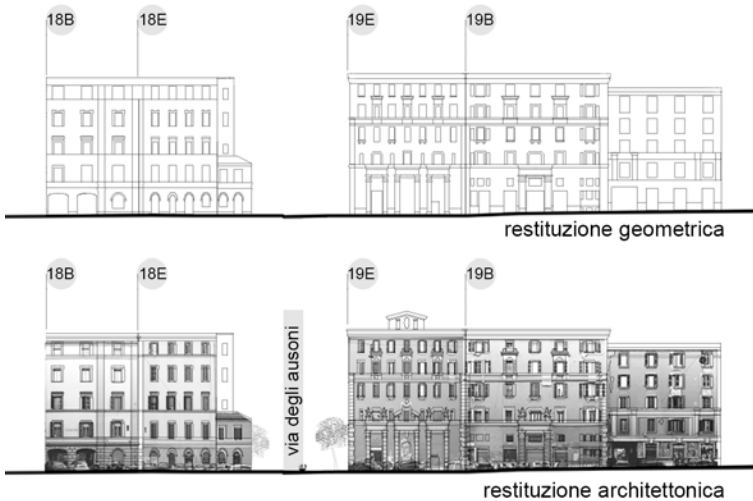 18B 18E 19E 19B
restituzione geometrica
18B 18E 19E 19B
via degli ausoni
restituzione architettonica